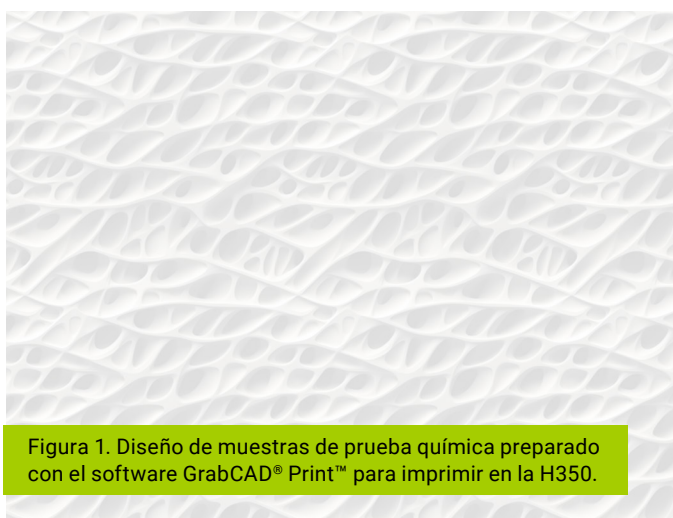 Figura 1. Diseño de muestras de prueba química preparado
con el software GrabCAD® Print™ para imprimir en la H350.